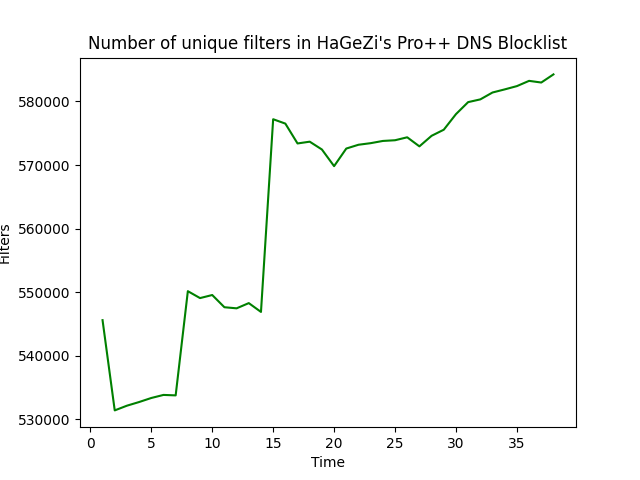 Number of unique filters in HaGeZi's Pro++ DNS Blocklist
580000
570000
560000
550000
540000
530000
Filters
0 5 10 15 20 25 30 35
Time